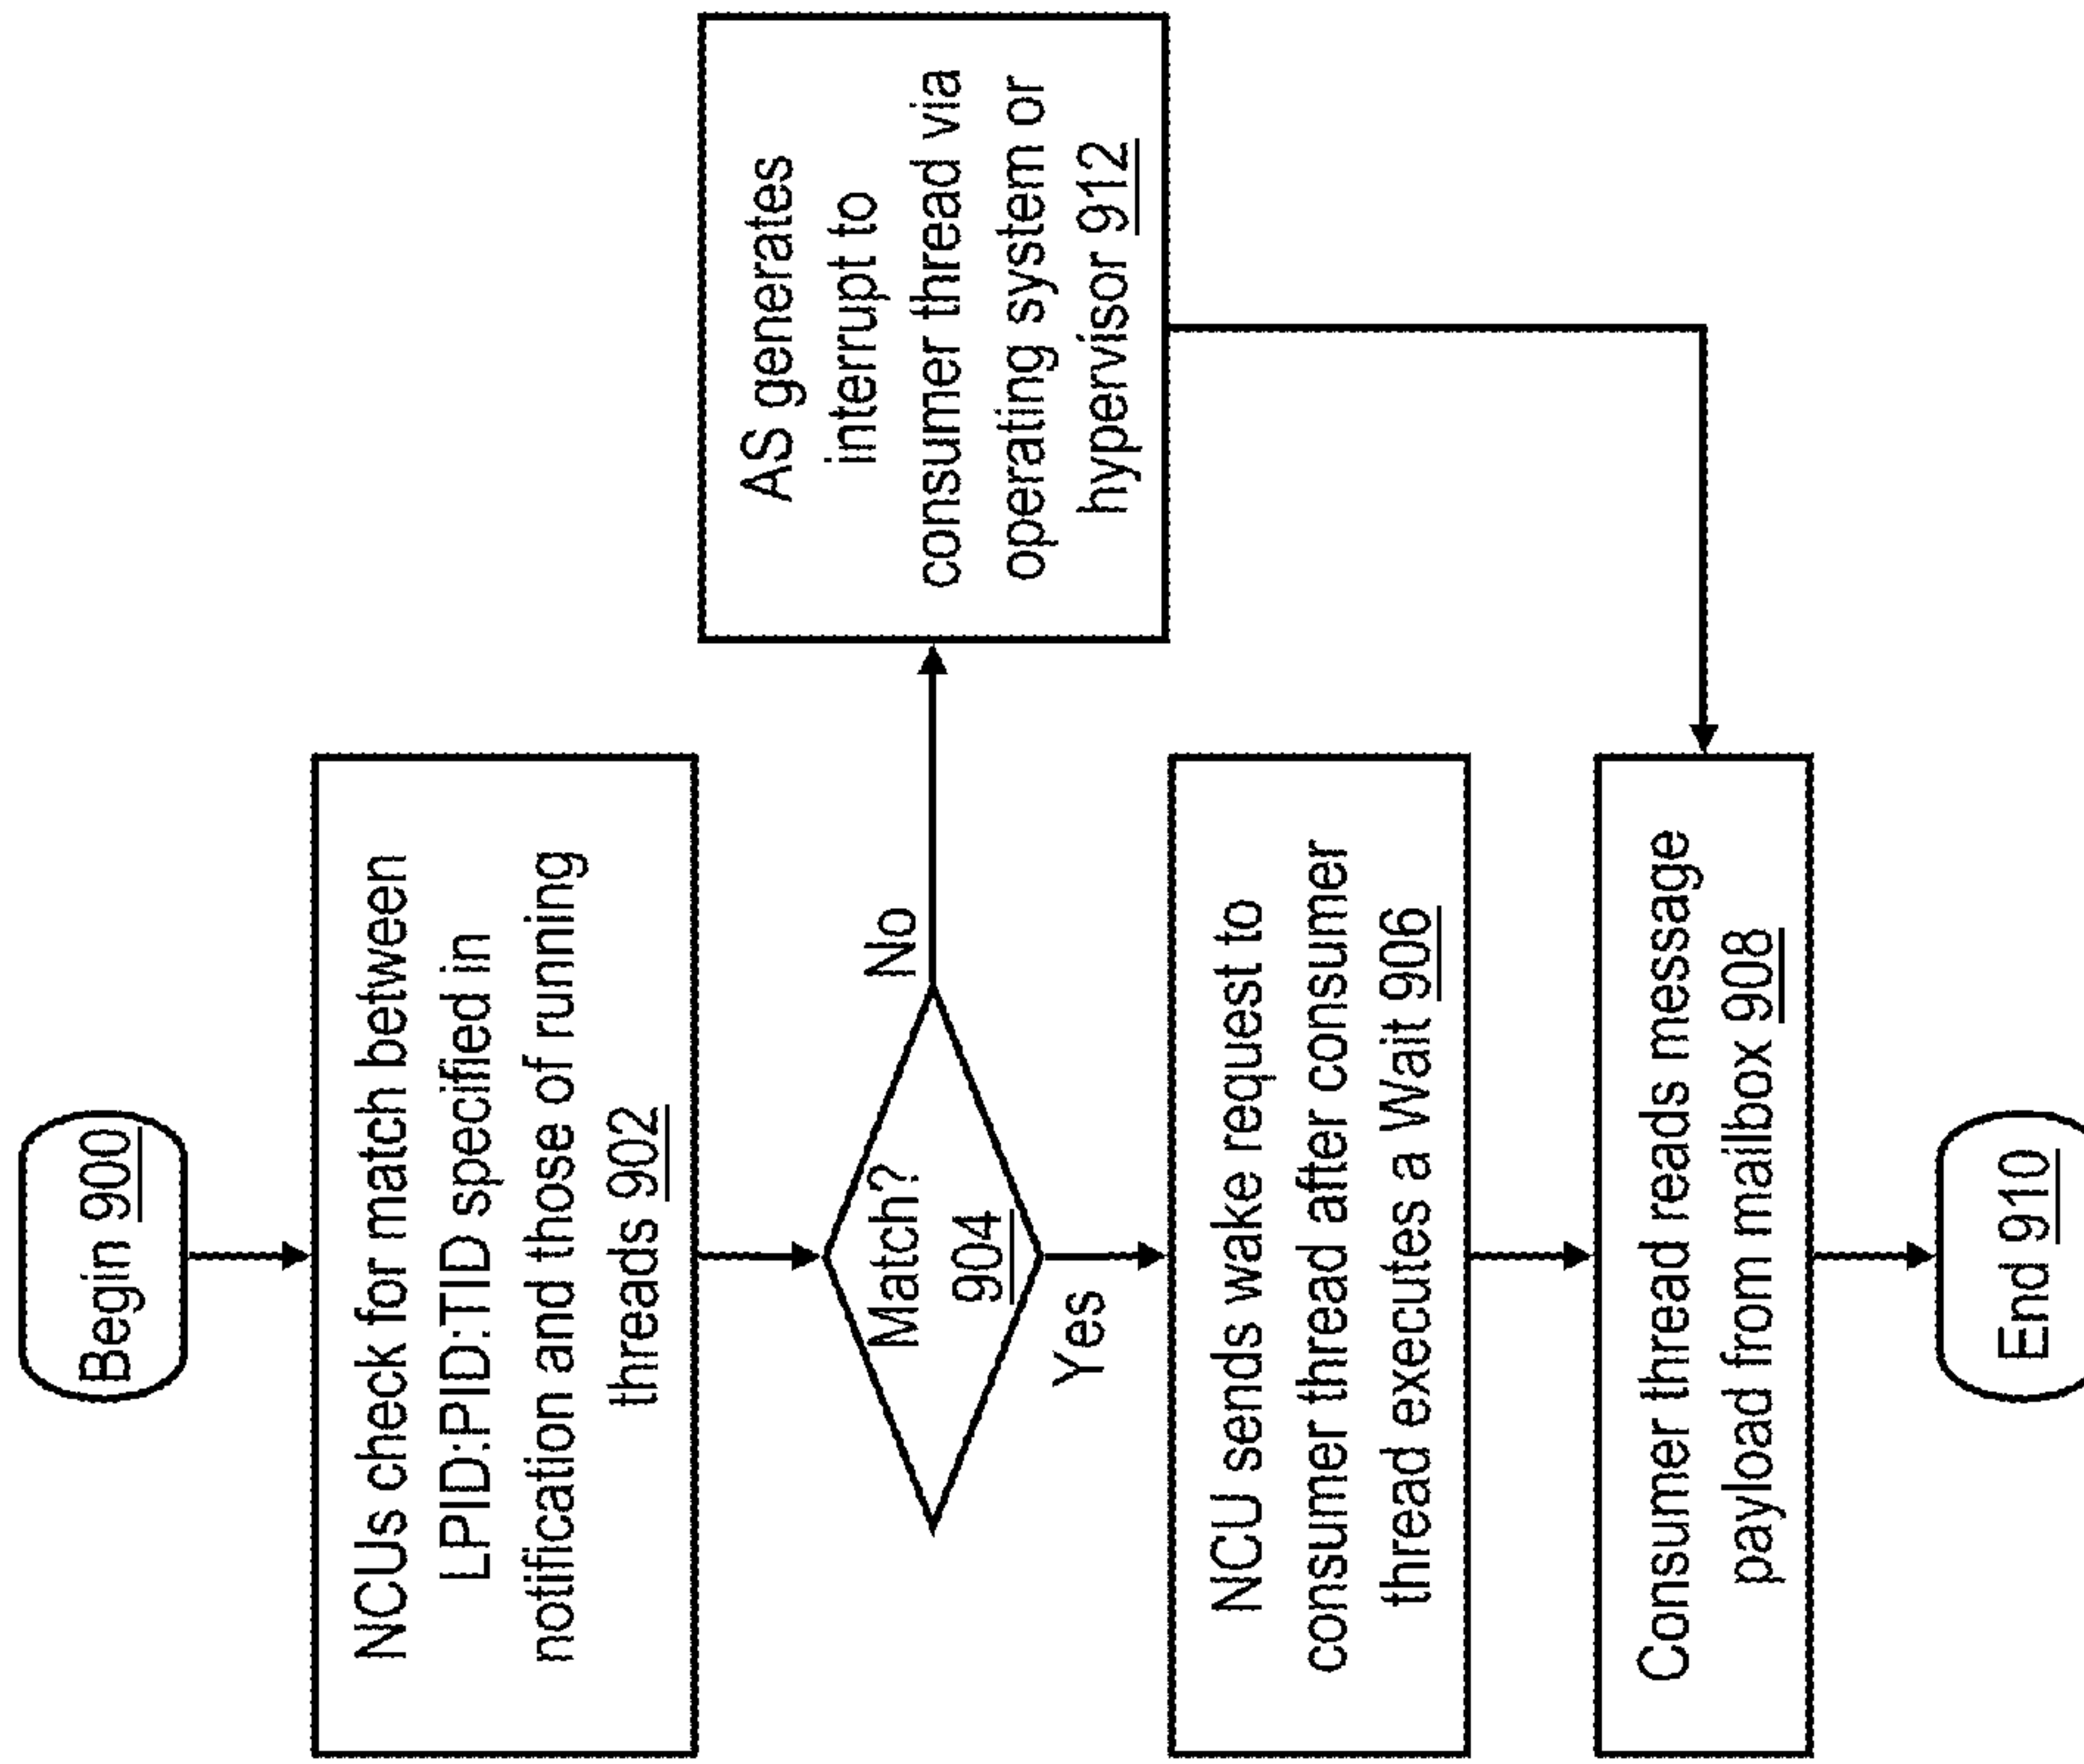 Begin 900
NCUs check for match between
LPID:PID:TID specified in
notification and those of running
threads 902
Match?
904
No
Yes
AS generates
interrupt to
consumer thread via
operating system or
hypervisor 912
NCU sends wake request to
consumer thread after consumer
thread executes a Wait 906
Consumer thread reads message
payload from mailbox 908
End 910